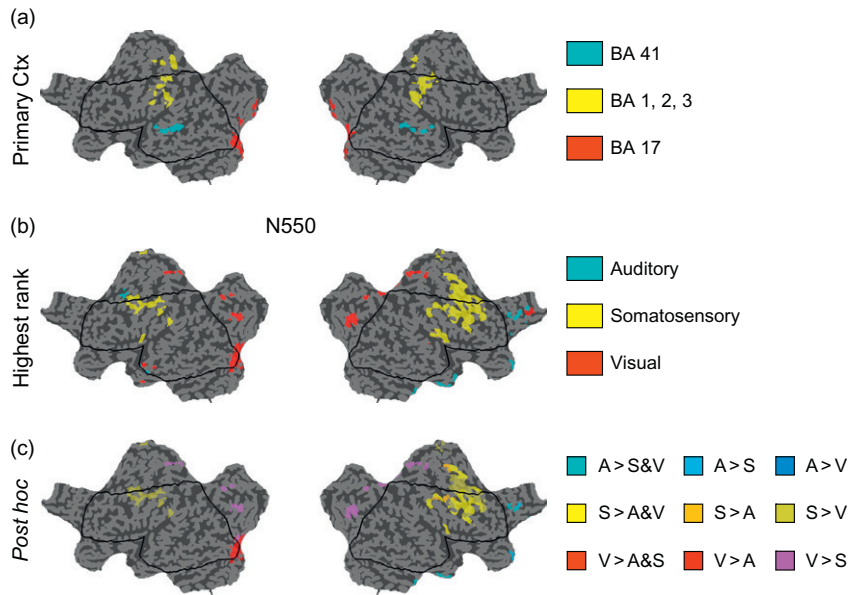 (a)
Primary Ctx
BA 41
BA 1, 2, 3
BA 17
(b)
N550
Highest rank
Auditory
Somatosensory
Visual
(c)
Post hoc
A > S&V
A > S
A > V
S > A&V
S > A
S > V
V > A&S
V > A
V > S